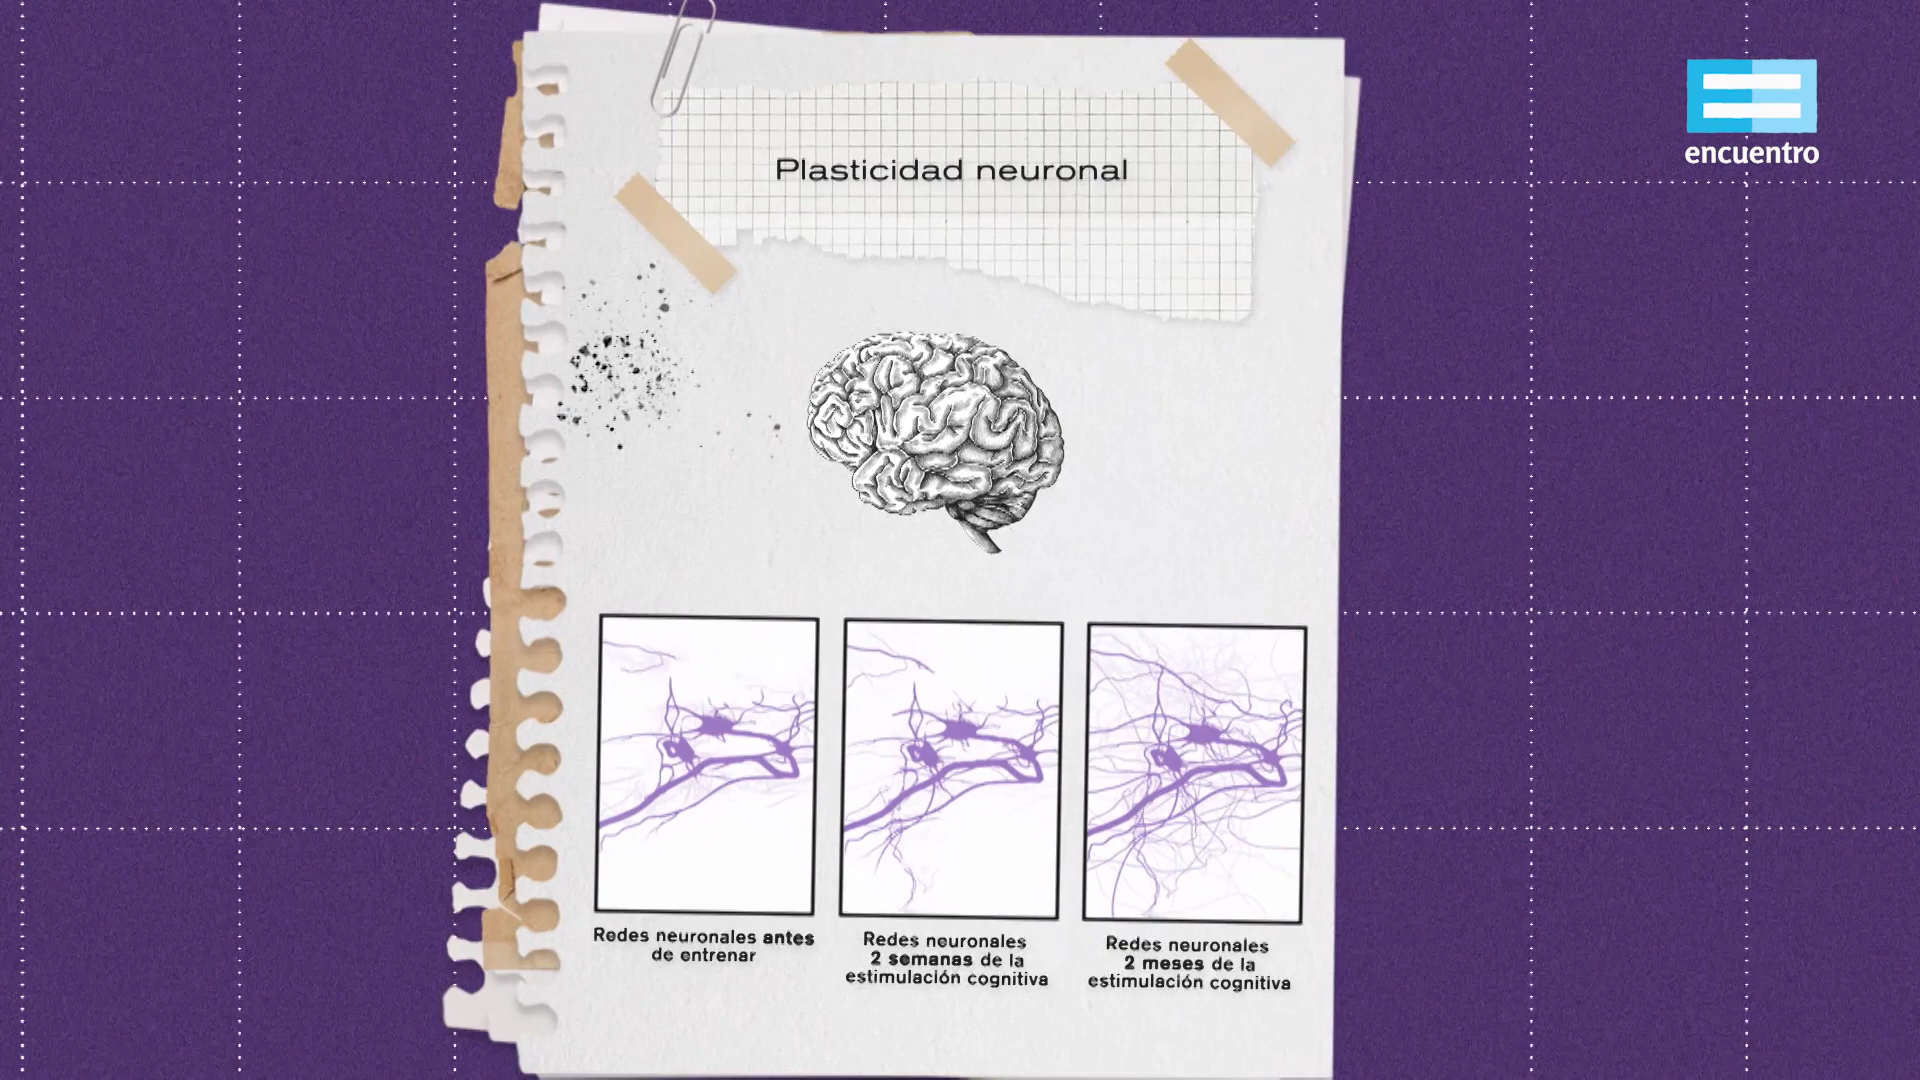 Plasticidad neuronal
encuentro
Redes neuronales antes
de entrenar
Redes neuronales
2 semanas de la
estimulación cognitiva
Redes neuronales
2 meses de la
estimulación cognitiva